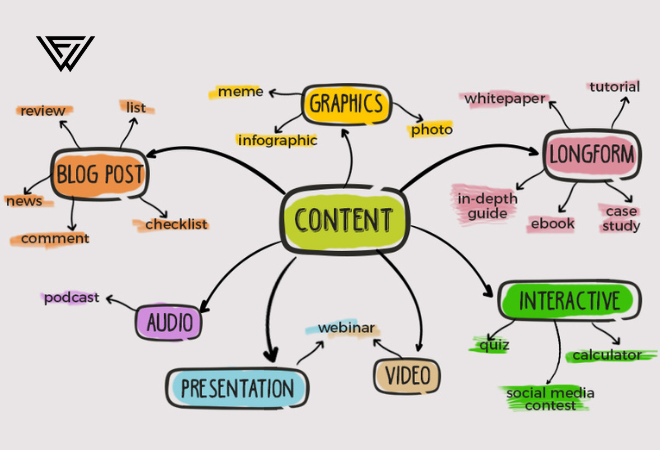 meme
GRAPHICS
infographic
photo
review
list
BLOG POST
news
comment
checklist
whitepaper
tutorial
LONGFORM
in-depth
guide
ebook
case
study
CONTENT
podcast
AUDIO
webinar
PRESENTATION
VIDEO
INTERACTIVE
quiz
calculator
social media
contest